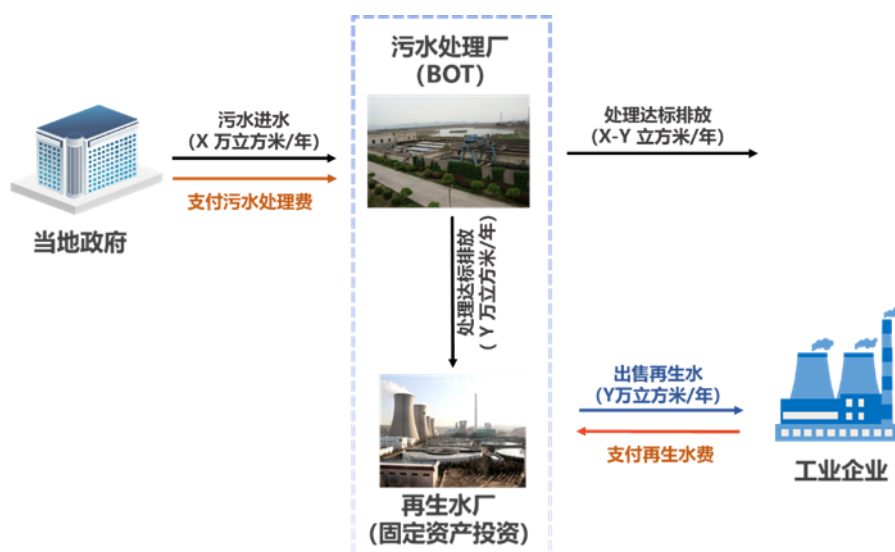 污水处理厂
(BOT)
污水进水
(X 万立方米/年)
支付污水处理费
当地政府
处理达标排放
(X-Y 立方米/年)
处理达标排放
( Y 万立方米/年)
出售再生水
(Y万立方米/年)
支付再生水费
工业企业
再生水厂
(固定资产投资)